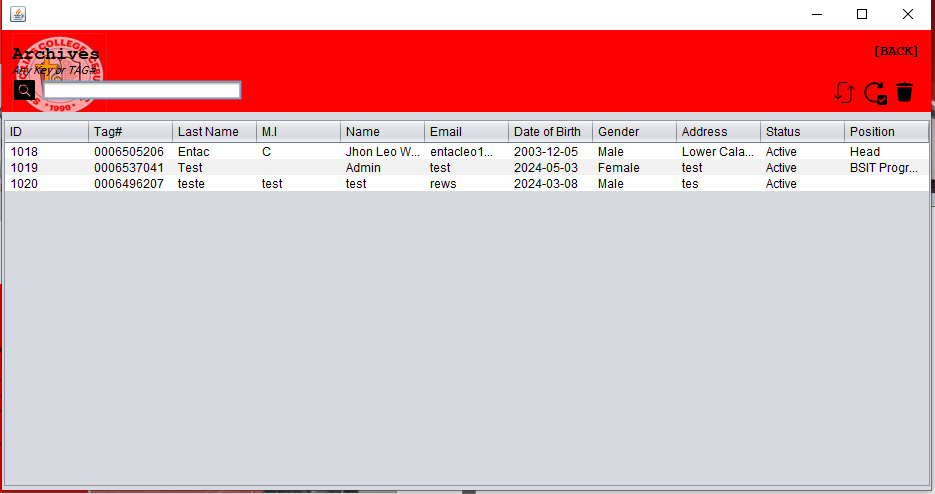 Archives
[BACK]
Any Key or TAG#
1999
ID Tag# Last Name M.I Name Email Date of Birth Gender Address Status Position
1018 0006505206 Entac C Jhon Leo W... entacleo1... 2003-12-05 Male Lower Cala... Active Head
1019 0006537041 Test Admin test 2024-05-03 Female test Active BSIT Progr...
1020 0006496207 teste test test rews 2024-03-08 Male tes Active